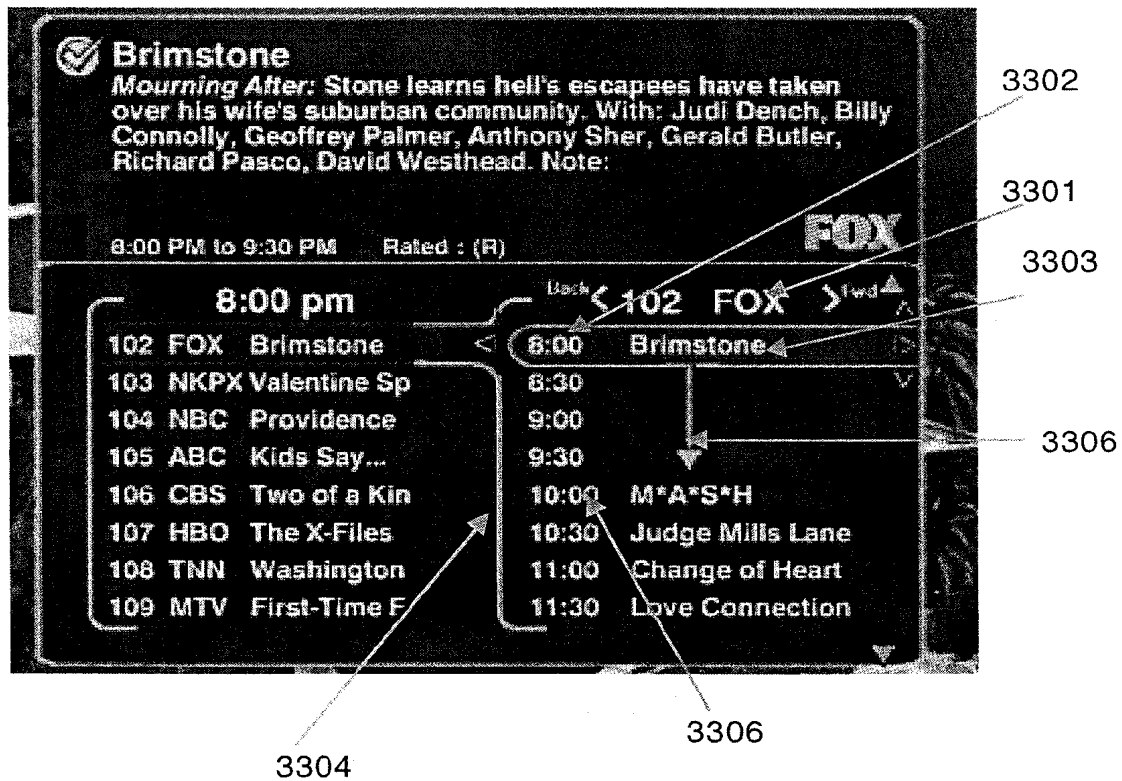 Brimstone
Mourning After: Stone learns hell's escapees have taken
over his wife's suburban community. With: Judi Dench, Billy
Connolly, Geoffrey Palmer, Anthony Sher, Gerald Butler,
Richard Pasco, David Westhead. Note:
8:00 PM to 9:30 PM Rated : (R)
FOX
8:00 pm
102 FOX Brimstone
103 NKPX Valentine Sp
104 NBC Providence
105 ABC Kids Say...
106 CBS Two of a Kin
107 HBO The X-Files
108 TNN Washington
109 MTV First-Time F
Back < 102 FOX > Fwd
8:00 Brimstone
8:30
9:00
9:30
10:00 M*A*S*H
10:30 Judge Mills Lane
11:00 Change of Heart
11:30 Love Connection
3302
3301
3303
3306
3306
3304